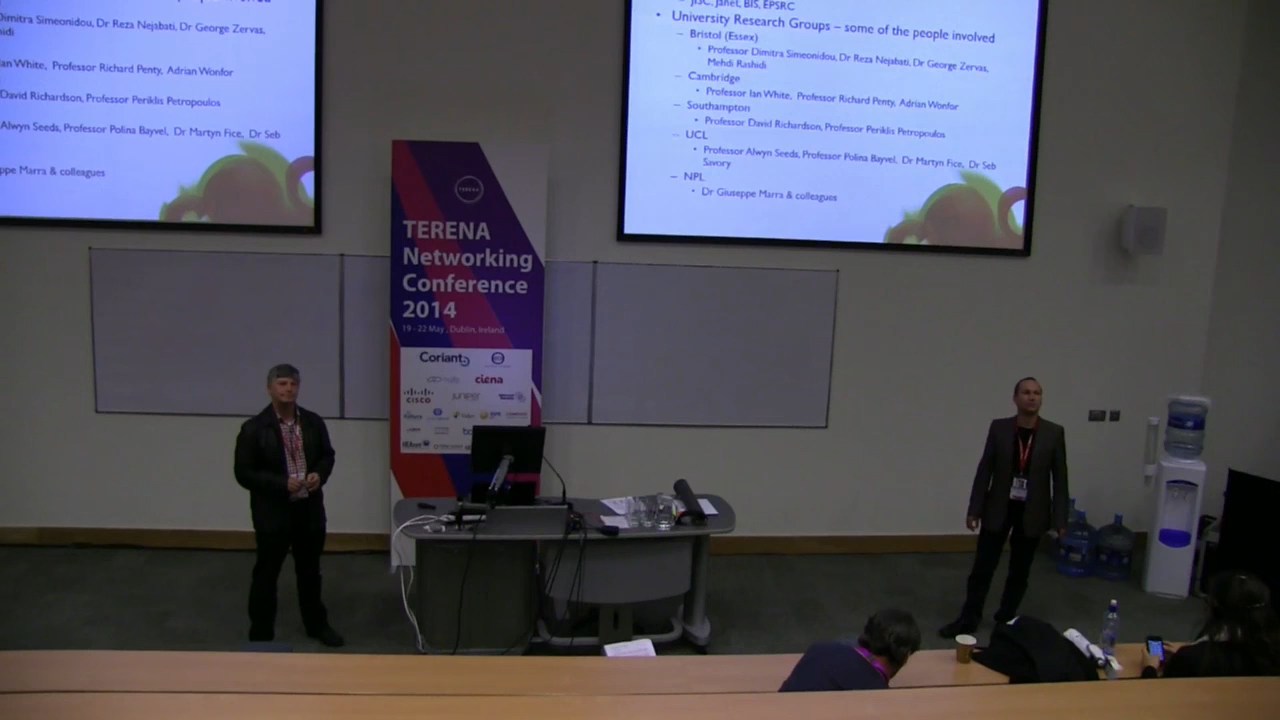 Dimitra Simeonidou, Dr Reza Nejabati, Dr George Zervas,
an White, Professor Richard Penty, Adrian Wonfor
David Richardson, Professor Periklis Petropoulos
Alwyn Seeds, Professor Polina Bayvel, Dr Martyn Fice, Dr Seb
ppe Marra & colleagues
JISC, Janet, BIS, EPSRC
• University Research Groups – some of the people involved
– Bristol (Essex)
• Professor Dimitra Simeonidou, Dr Reza Nejabati, Dr George Zervas,
Mehdi Rashidi
– Cambridge
• Professor Ian White, Professor Richard Penty, Adrian Wonfor
– Southampton
• Professor David Richardson, Professor Periklis Petropoulos
– UCL
• Professor Alwyn Seeds, Professor Polina Bayvel, Dr Martyn Fice, Dr Seb
Savory
– NPL
• Dr Giuseppe Marra & colleagues
TERENA
TERENA
Networking
Conference
2014
19 - 22 May, Dublin, Ireland
Coriant
ciena
CISCO
JUNIPER
HEAnet